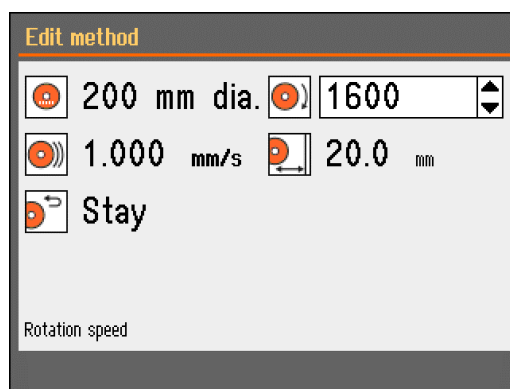 Edit method
200 mm dia. 1600
1.000 mm/s 20.0 mm
Stay
Rotation speed